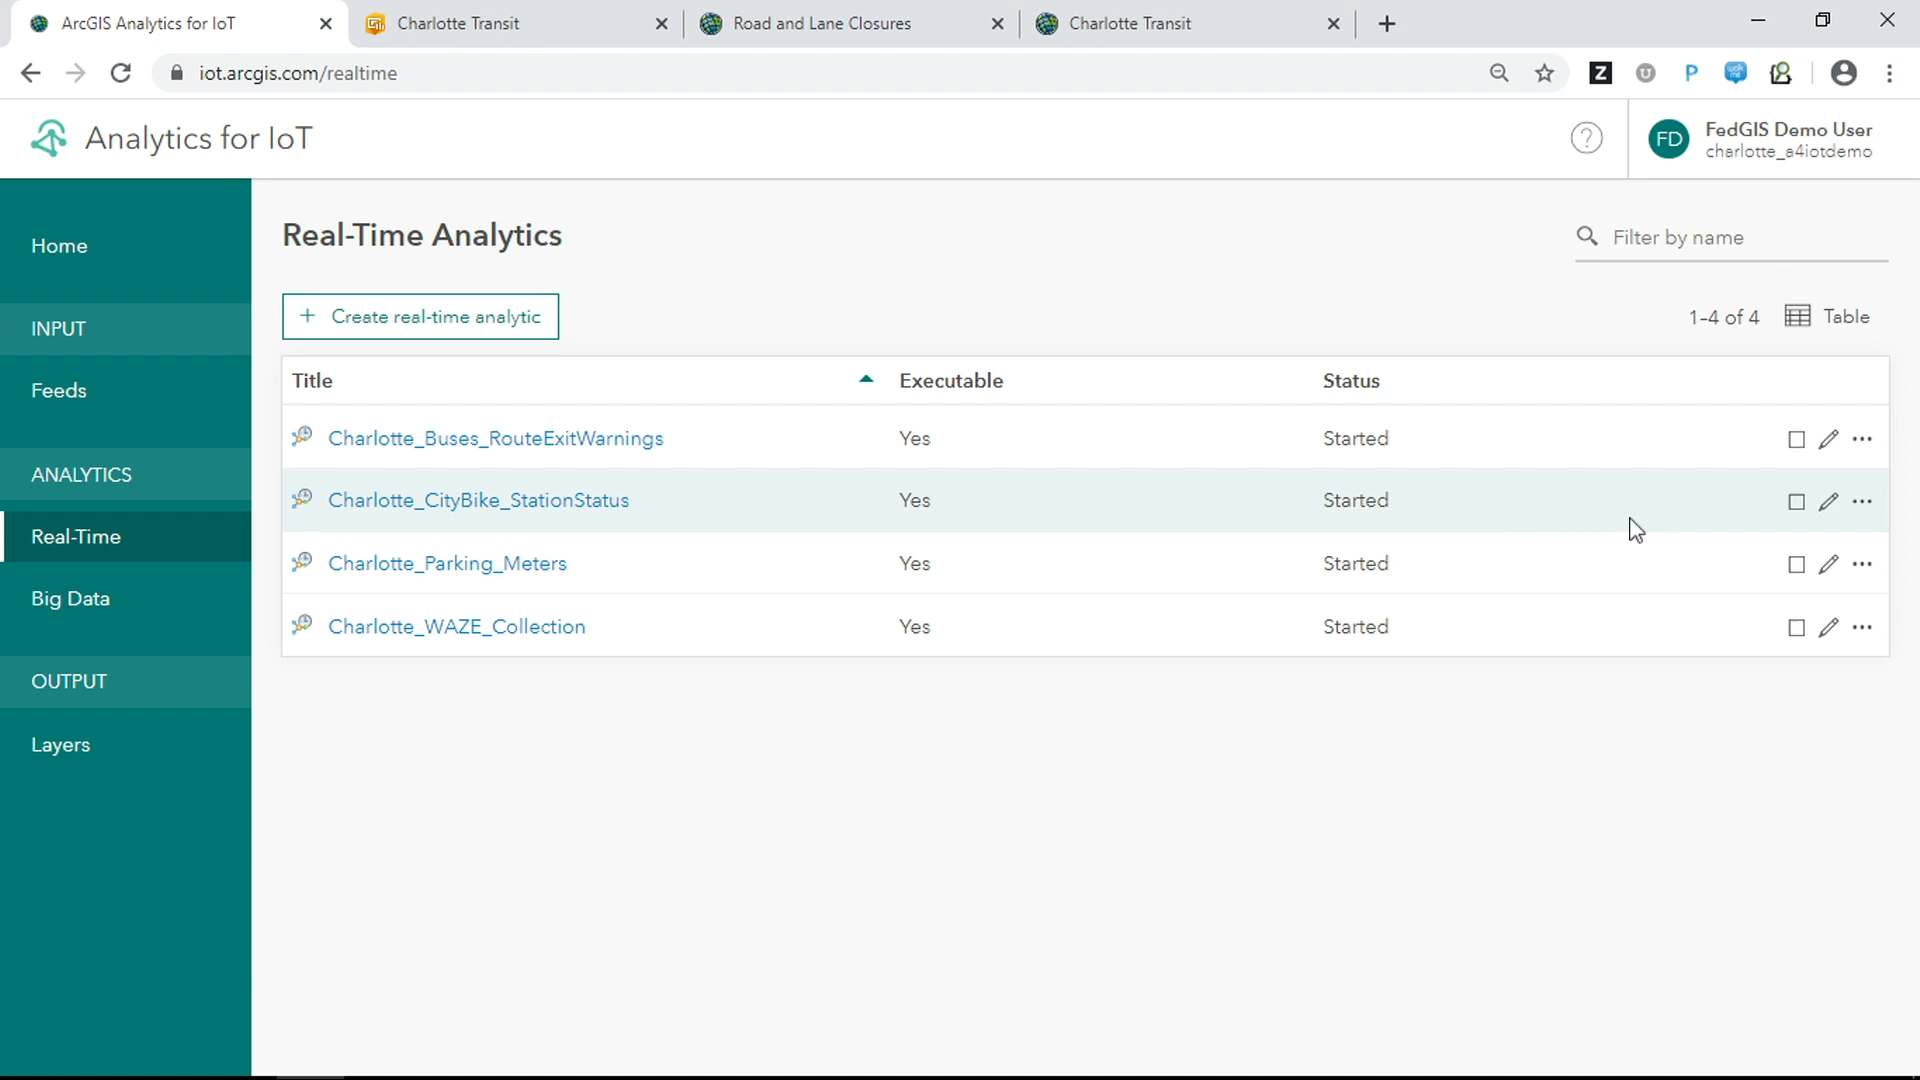 ArcGIS Analytics for IoT
Charlotte Transit
Road and Lane Closures
Charlotte Transit
iot.arcgis.com/realtime
Z
P
Analytics for IoT
?
FD
FedGIS Demo User
charlotte_a4iotdemo
Home
INPUT
Feeds
ANALYTICS
Real-Time
Big Data
OUTPUT
Layers
Real-Time Analytics
Filter by name
+ Create real-time analytic
1–4 of 4
Table
Title Executable Status
Charlotte_Buses_RouteExitWarnings Yes Started
Charlotte_CityBike_StationStatus Yes Started
Charlotte_Parking_Meters Yes Started
Charlotte_WAZE_Collection Yes Started